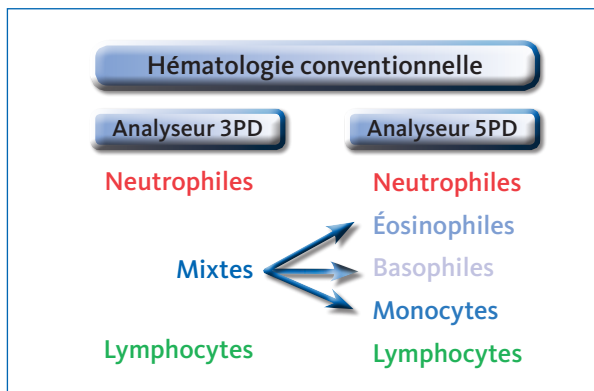 Hématologie conventionnelle
Analyseur 3PD Analyseur 5PD
Neutrophiles Neutrophiles
Éosinophiles
Mixtes Basophiles
Monocytes
Lymphocytes Lymphocytes